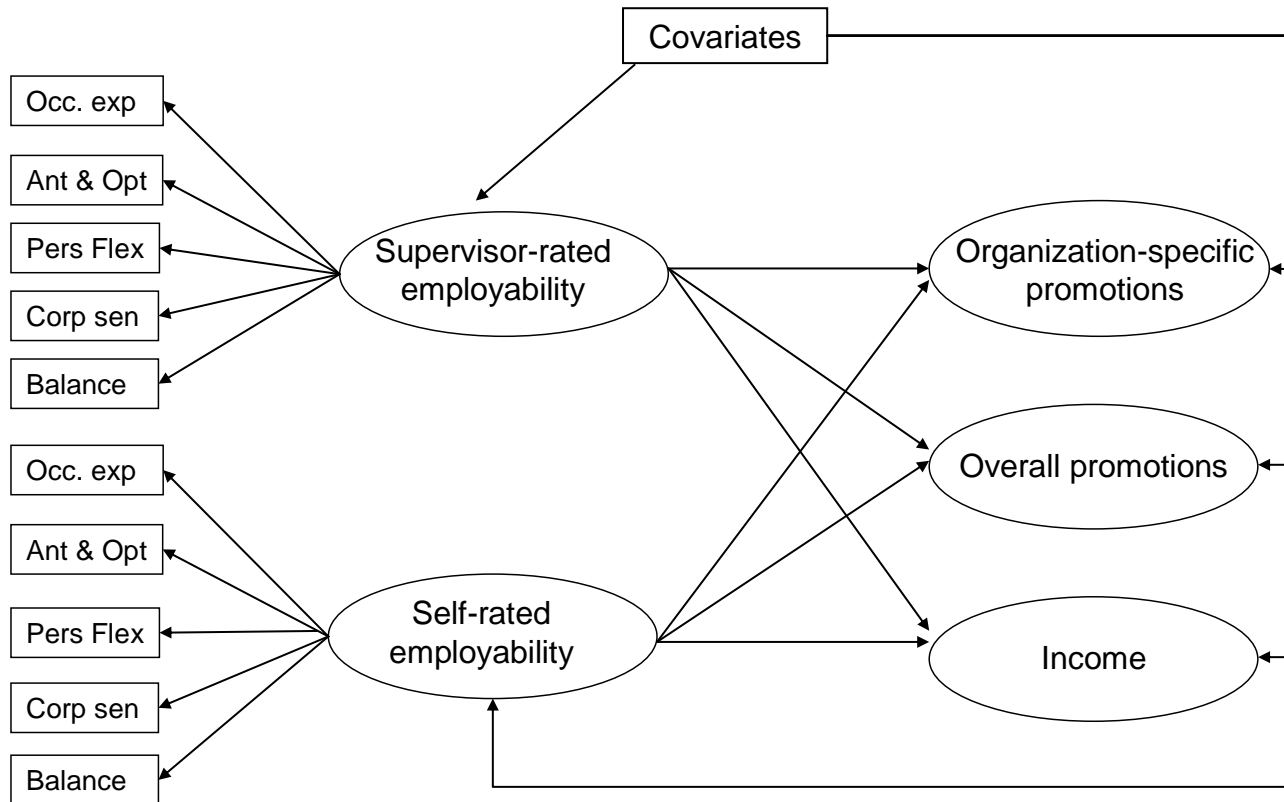 Covariates
Occ. exp
Ant & Opt
Pers Flex
Corp sen
Balance
Supervisor-rated
employability
Organization-specific
promotions
Overall promotions
Occ. exp
Ant & Opt
Pers Flex
Corp sen
Balance
Self-rated
employability
Income